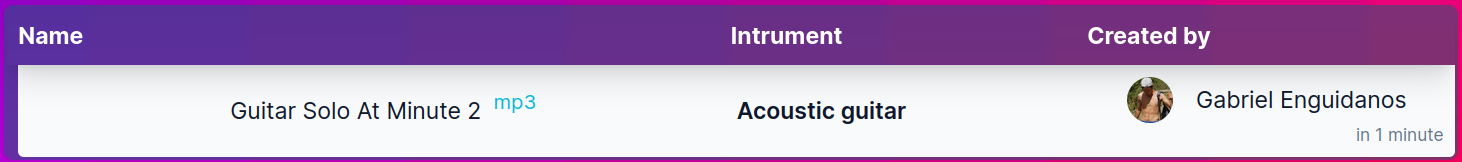 Name Intrument Created by
Guitar Solo At Minute 2 mp3 Acoustic guitar Gabriel Enguidanos
in 1 minute